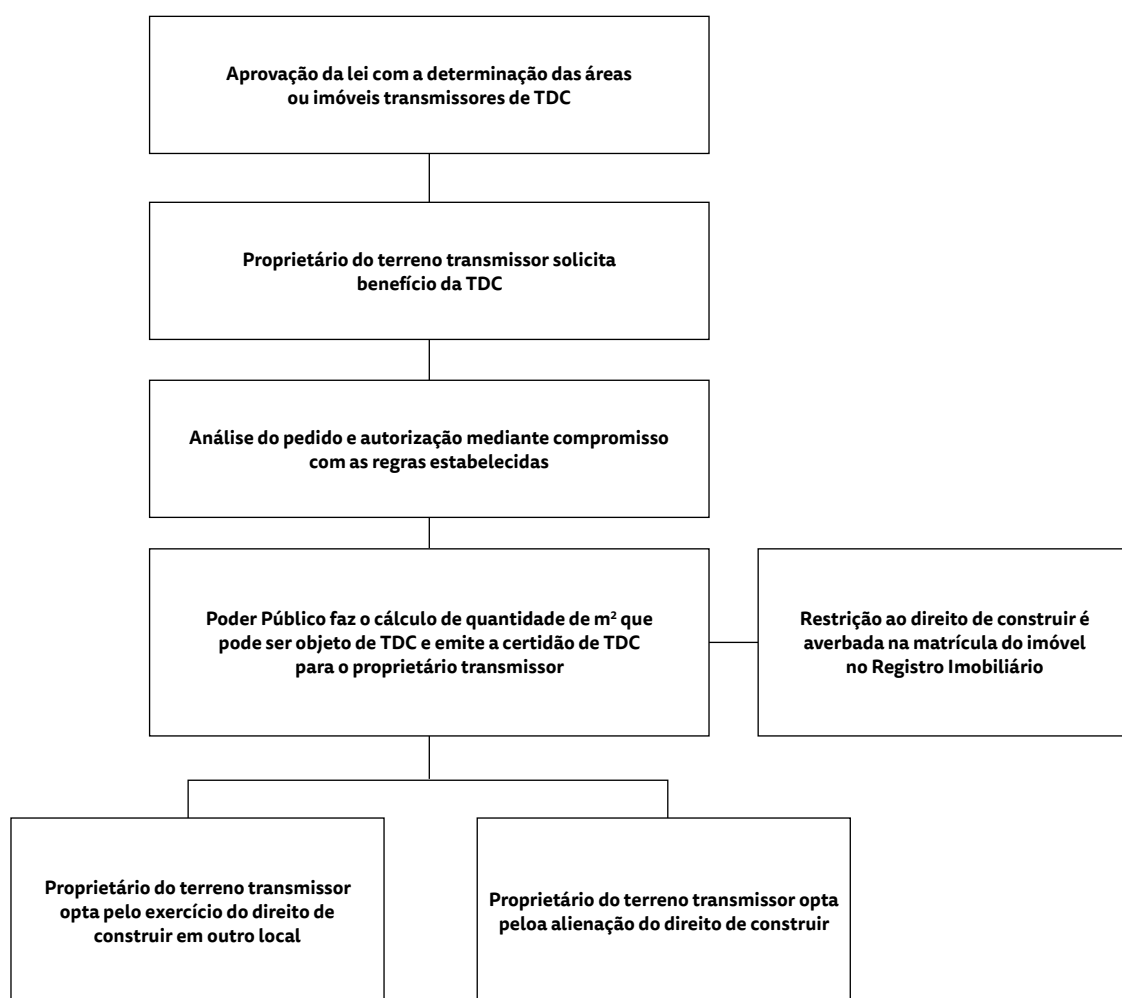 Aprovação da lei com a determinação das áreas
ou imóveis transmissores de TDC
Proprietário do terreno transmissor solicita
benefício da TDC
Análise do pedido e autorização mediante compromisso
com as regras estabelecidas
Poder Público faz o cálculo de quantidade de m² que
pode ser objeto de TDC e emite a certidão de TDC
para o proprietário transmissor
Restrição ao direito de construir é
averbada na matrícula do imóvel
no Registro Imobiliário
Proprietário do terreno transmissor
opta pelo exercício do direito de
construir em outro local
Proprietário do terreno transmissor opta
peloa alienação do direito de construir